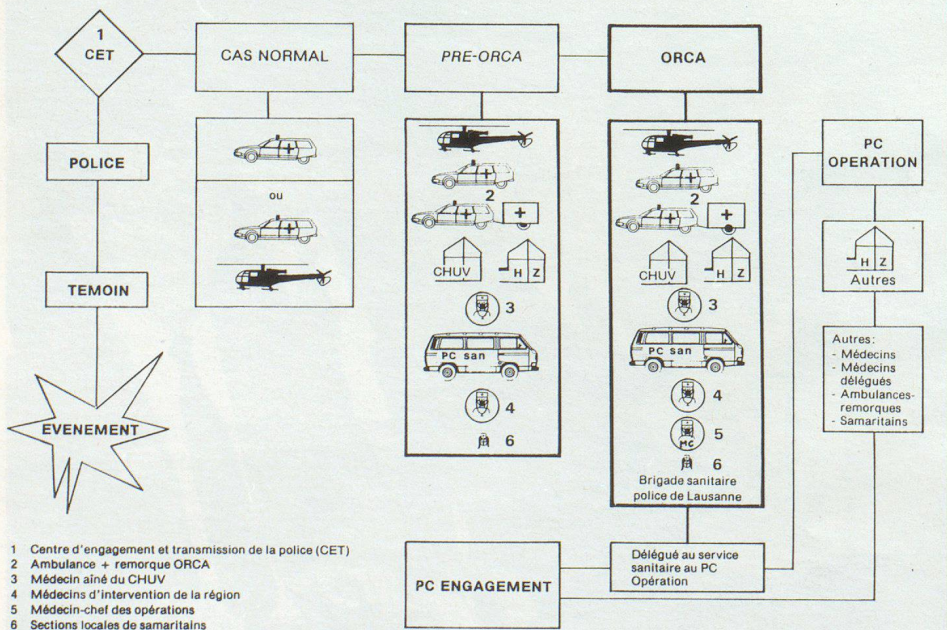 1
CET
CAS NORMAL
PRE-ORCA
ORCA
POLICE
TEMOIN
EVENEMENT
ou
2
CHUV
H Z
3
PC san
4
6
2
CHUV
H Z
3
PC san
4
5
MC
6
Brigade sanitaire
police de Lausanne
PC
OPERATION
H Z
Autres
Autres:
- Médecins
- Médecins
délégués
- Ambulances-
remorques
- Samaritains
PC ENGAGEMENT
Délégué au service
sanitaire au PC
Opération
1 Centre d'engagement et transmission de la police (CET)
2 Ambulance + remorque ORCA
3 Médecin aîné du CHUV
4 Médecins d'intervention de la région
5 Médecin-chef des opérations
6 Sections locales de samaritains